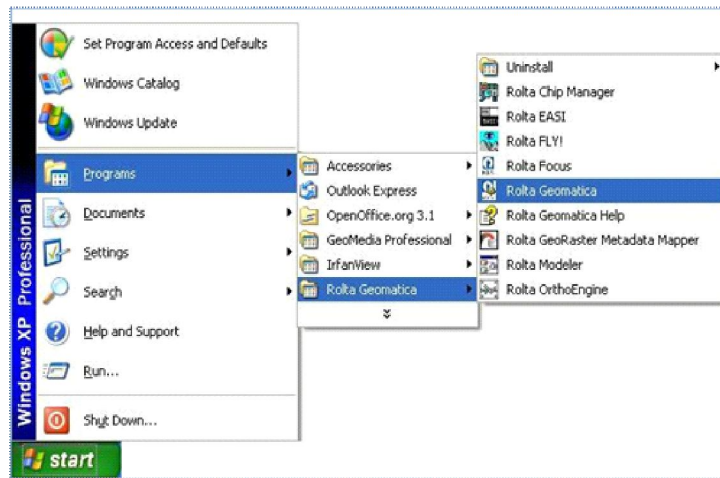 Set Program Access and Defaults
Windows Catalog
Windows Update
Programs
Documents
Settings
Search
Help and Support
Run...
Shut Down...
Windows XP Professional
start
Accessories
Outlook Express
OpenOffice.org 3.1
GeoMedia Professional
IrfanView
Rolta Geomatica
Uninstall
Rolta Chip Manager
Rolta EASI
Rolta FLY!
Rolta Focus
Rolta Geomatica
Rolta Geomatica Help
Rolta GeoRaster Metadata Mapper
Rolta Modeler
Rolta OrthoEngine